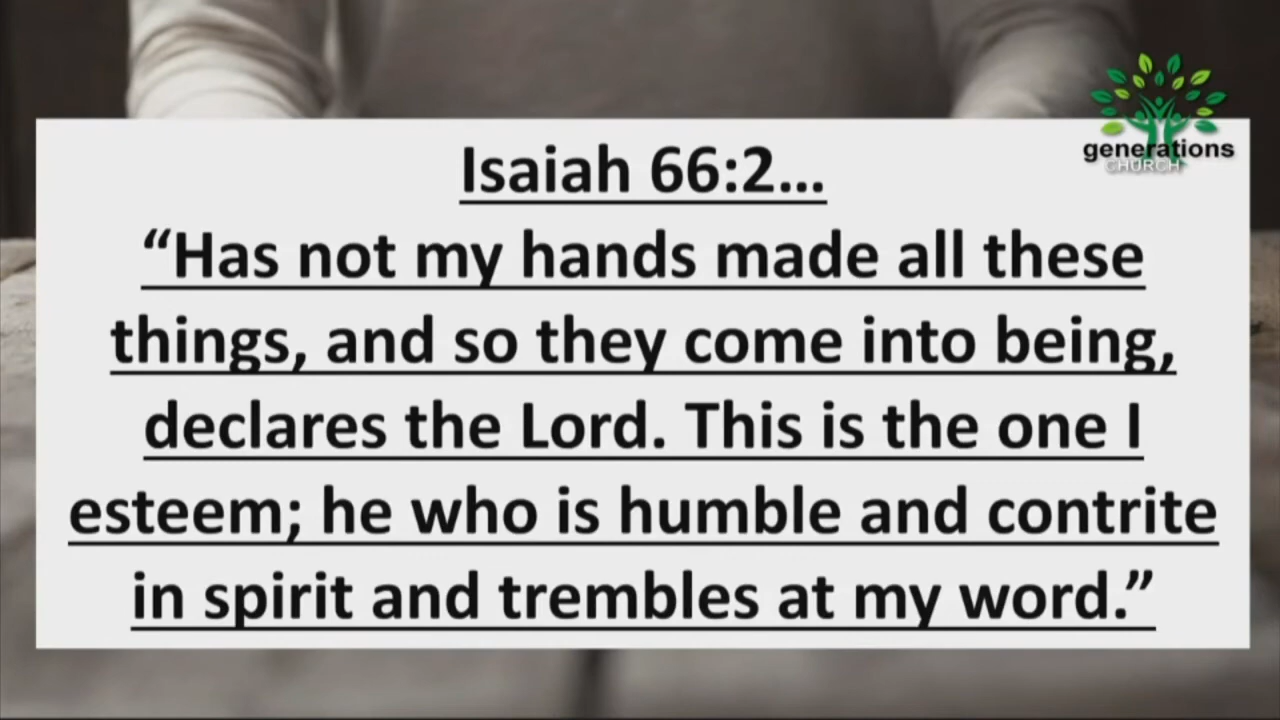 generations
CHURCH
Isaiah 66:2...
“Has not my hands made all these
things, and so they come into being,
declares the Lord. This is the one I
esteem; he who is humble and contrite
in spirit and trembles at my word.”